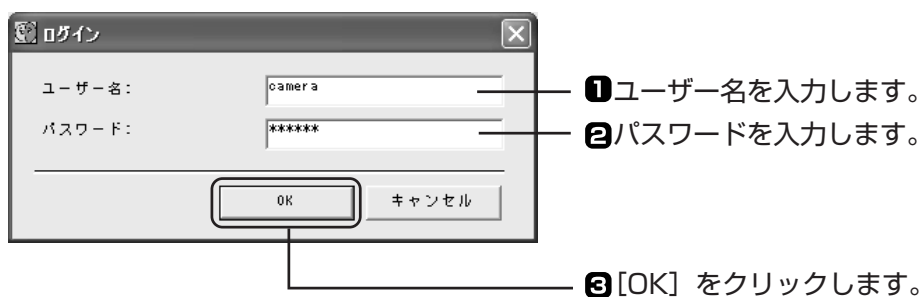 ログイン
ユーザー名: camera
❶ユーザー名を入力します。
パスワード: ******
❷パスワードを入力します。
OK キャンセル
❸[OK] をクリックします。